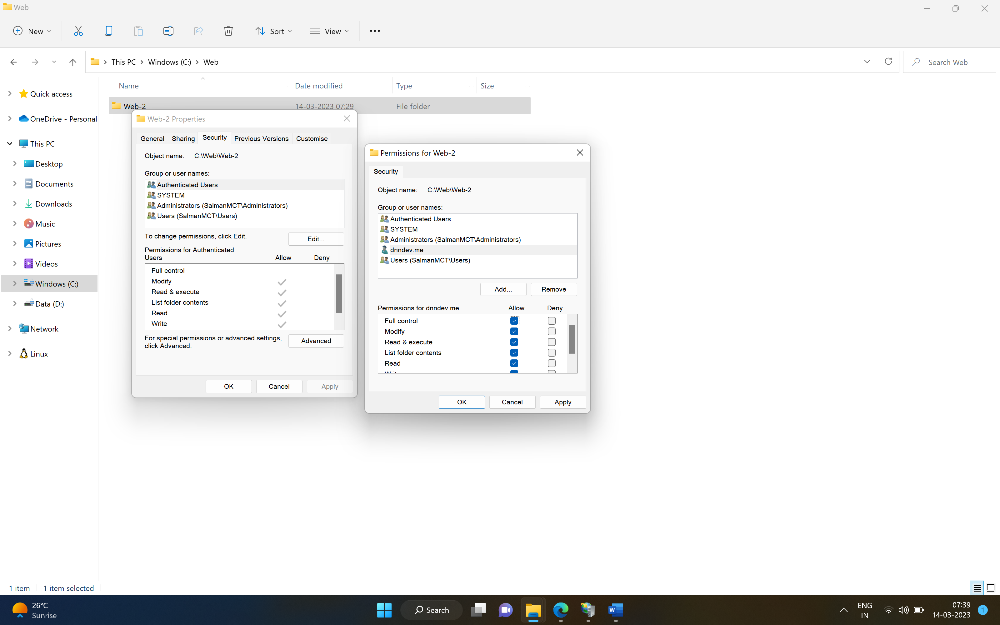 Web
New
Sort
View
This PC
Windows (C:)
Web
Search Web
Name
Date modified
Type
Size
Web-2
14-03-2023 07:29
File folder
Quick access
OneDrive - Personal
This PC
Desktop
Documents
Downloads
Music
Pictures
Videos
Windows (C:)
Data (D:)
Network
Linux
Web-2 Properties
General
Sharing
Security
Previous Versions
Customise
Object name: C:\Web\Web-2
Group or user names:
Authenticated Users
SYSTEM
Administrators (SalmanMCT\Administrators)
Users (SalmanMCT\Users)
To change permissions, click Edit.
Edit...
Permissions for Authenticated
Users
Allow
Deny
Full control
Modify
Read & execute
List folder contents
Read
Write
For special permissions or advanced settings,
click Advanced.
Advanced
OK
Cancel
Apply
Permissions for Web-2
Security
Object name: C:\Web\Web-2
Group or user names:
Authenticated Users
SYSTEM
Administrators (SalmanMCT\Administrators)
dnndev.me
Users (SalmanMCT\Users)
Add...
Remove
Permissions for dnndev.me
Allow
Deny
Full control
Modify
Read & execute
List folder contents
Read
Write
OK
Cancel
Apply
1 item
1 item selected
26°C
Sunrise
Search
W
ENG
IN
07:39
14-03-2023
1